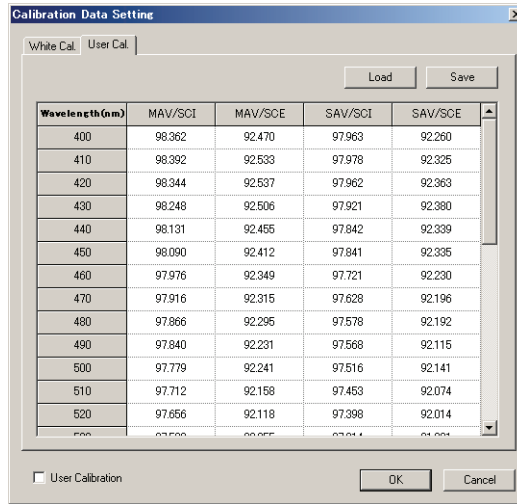 Calibration Data Setting
White Cal. User Cal.
Load Save
Wavelength(nm) MAV/SCI MAV/SCE SAV/SCI SAV/SCE
400 98.362 92.470 97.963 92.260
410 98.392 92.533 97.978 92.325
420 98.344 92.537 97.962 92.363
430 98.248 92.506 97.921 92.380
440 98.131 92.455 97.842 92.339
450 98.090 92.412 97.841 92.335
460 97.976 92.349 97.721 92.230
470 97.916 92.315 97.628 92.196
480 97.866 92.295 97.578 92.192
490 97.840 92.231 97.568 92.115
500 97.779 92.241 97.516 92.141
510 97.712 92.158 97.453 92.074
520 97.656 92.118 97.398 92.014
User Calibration OK Cancel